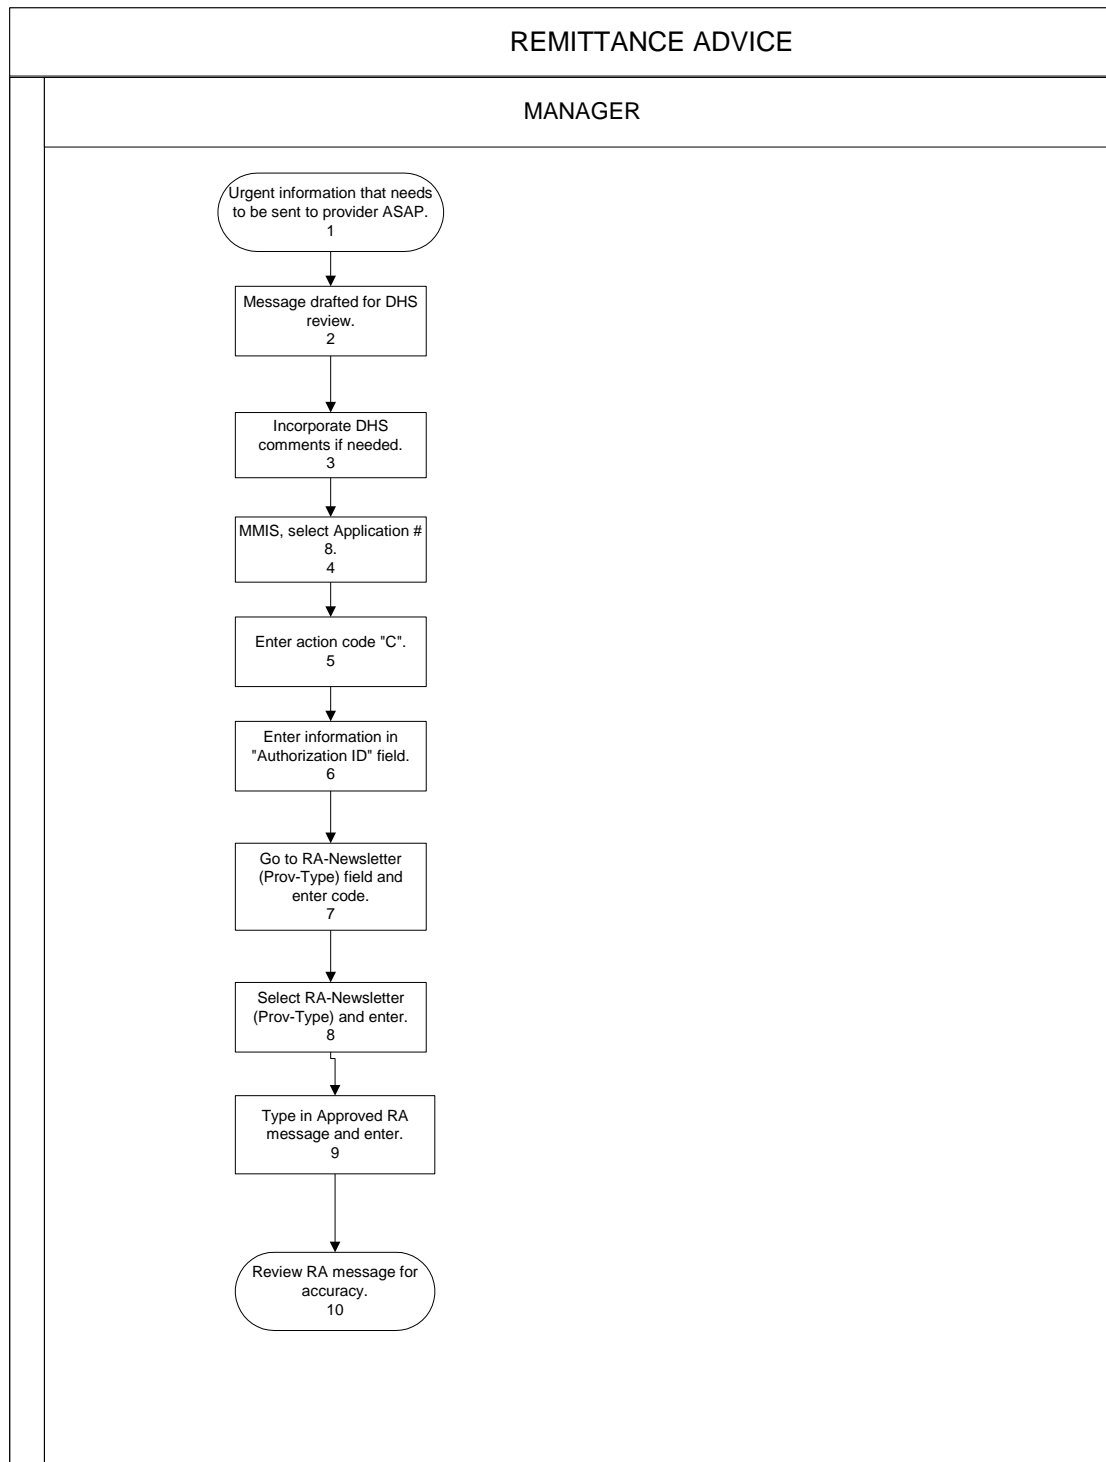 REMITTANCE ADVICE
MANAGER
Urgent information that needs
to be sent to provider ASAP.
1
Message drafted for DHS
review.
2
Incorporate DHS
comments if needed.
3
MMIS, select Application #
8.
4
Enter action code "C".
5
Enter information in
"Authorization ID" field.
6
Go to RA-Newsletter
(Prov-Type) field and
enter code.
7
Select RA-Newsletter
(Prov-Type) and enter.
8
Type in Approved RA
message and enter.
9
Review RA message for
accuracy.
10